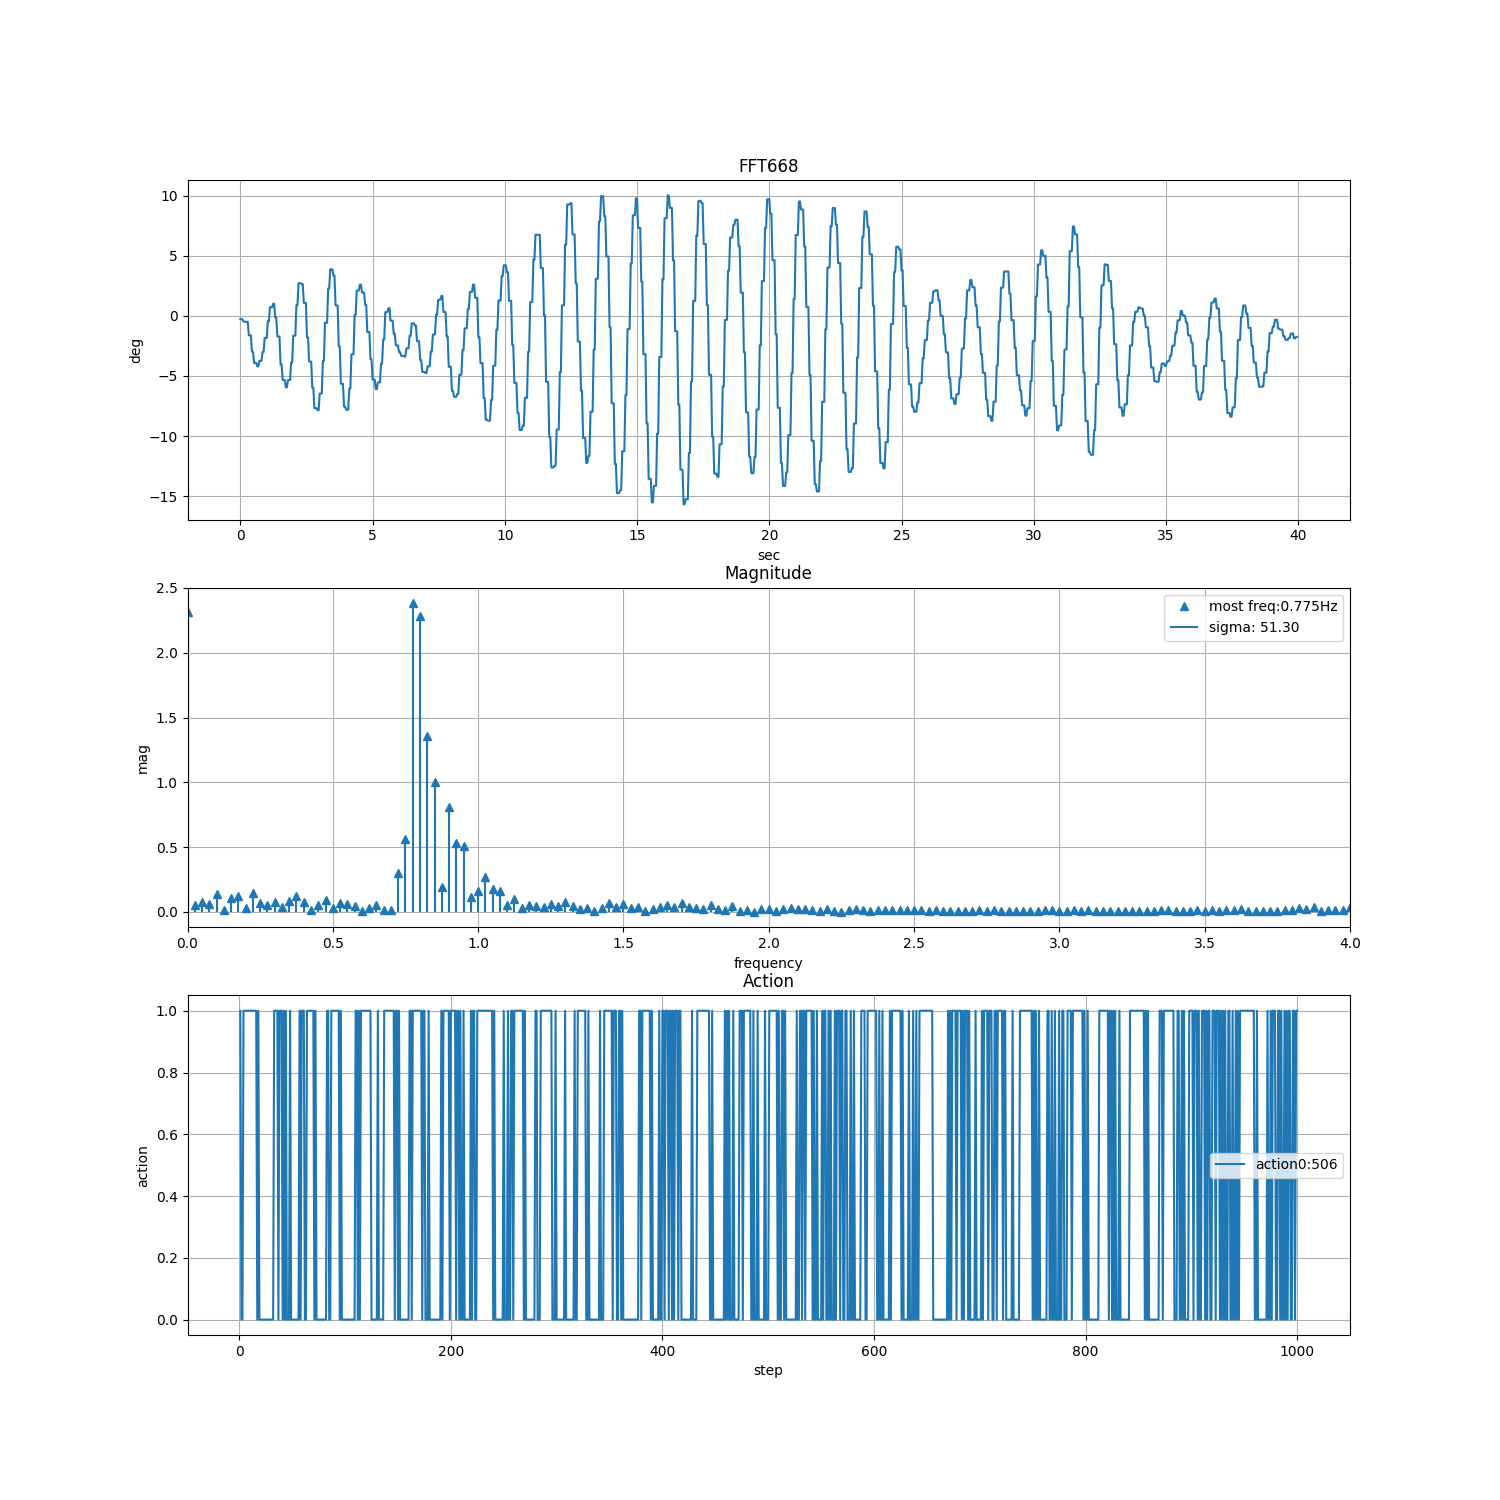 FFT668
10
5
0
−5
−10
−15
deg
0 5 10 15 20 25 30 35 40
sec
Magnitude
2.5
2.0
1.5
1.0
0.5
0.0
mag
most freq:0.775Hz
sigma: 51.30
0.0 0.5 1.0 1.5 2.0 2.5 3.0 3.5 4.0
frequency
Action
1.0
0.8
0.6
0.4
0.2
0.0
action
action0:506
0 200 400 600 800 1000
step